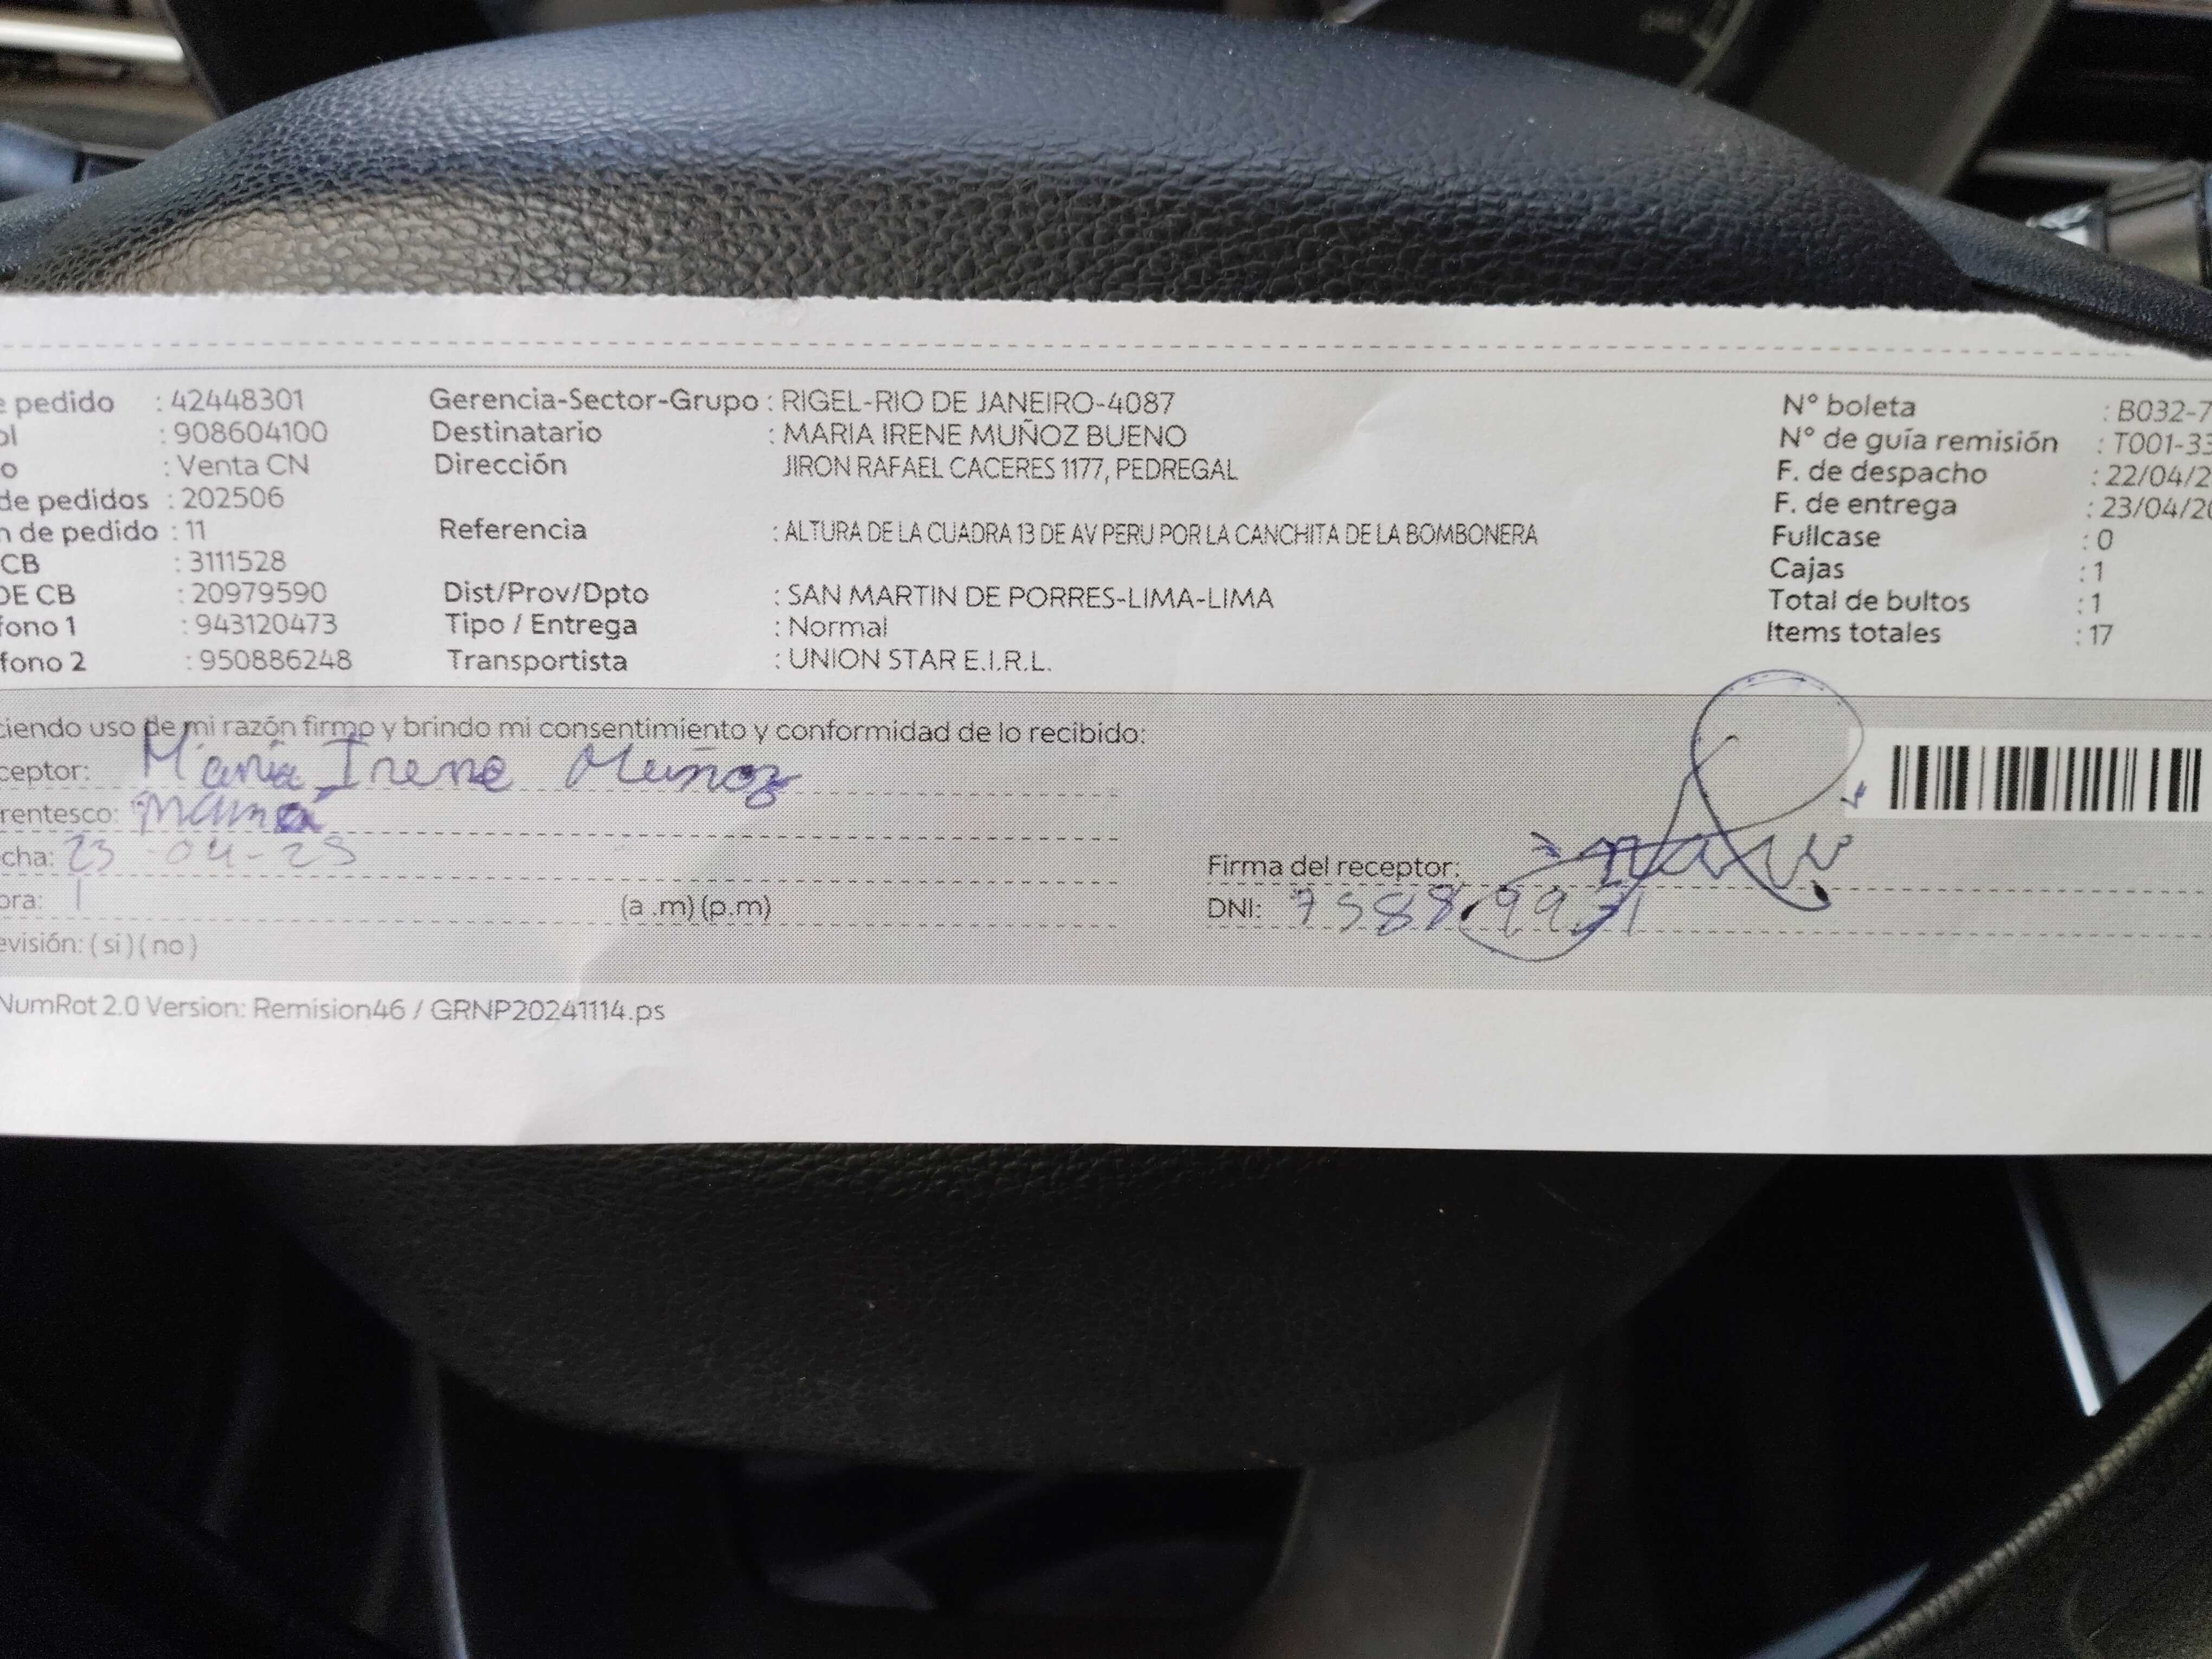 e pedido : 42448301 Gerencia-Sector-Grupo : RIGEL-RIO DE JANEIRO-4087 N° boleta : B032-7
ol : 908604100 Destinatario : MARIA IRENE MUÑOZ BUENO N° de guía remisión : T001-33
o : Venta CN Dirección JIRON RAFAEL CACERES 1177, PEDREGAL F. de despacho : 22/04/2
de pedidos : 202506 F. de entrega : 23/04/20
n de pedido : 11 Referencia : ALTURA DE LA CUADRA 13 DE AV PERU POR LA CANCHITA DE LA BOMBONERA Fullcase : 0
CB : 3111528 Cajas : 1
DE CB : 20979590 Dist/Prov/Dpto : SAN MARTIN DE PORRES-LIMA-LIMA Total de bultos : 1
fono 1 : 943120473 Tipo / Entrega : Normal Items totales : 17
fono 2 : 950886248 Transportista : UNION STAR E.I.R.L.
ciendo uso de mi razón firmo y brindo mi consentimiento y conformidad de lo recibido:
ceptor: Maria Irene Muñoz
rentesco: Mamá
cha: 23-04-25 Firma del receptor:
ora: 1 (a .m) (p.m) DNI:
evisión: ( si ) ( no )
NumRot 2.0 Version: Remision46 / GRNP20241114.ps